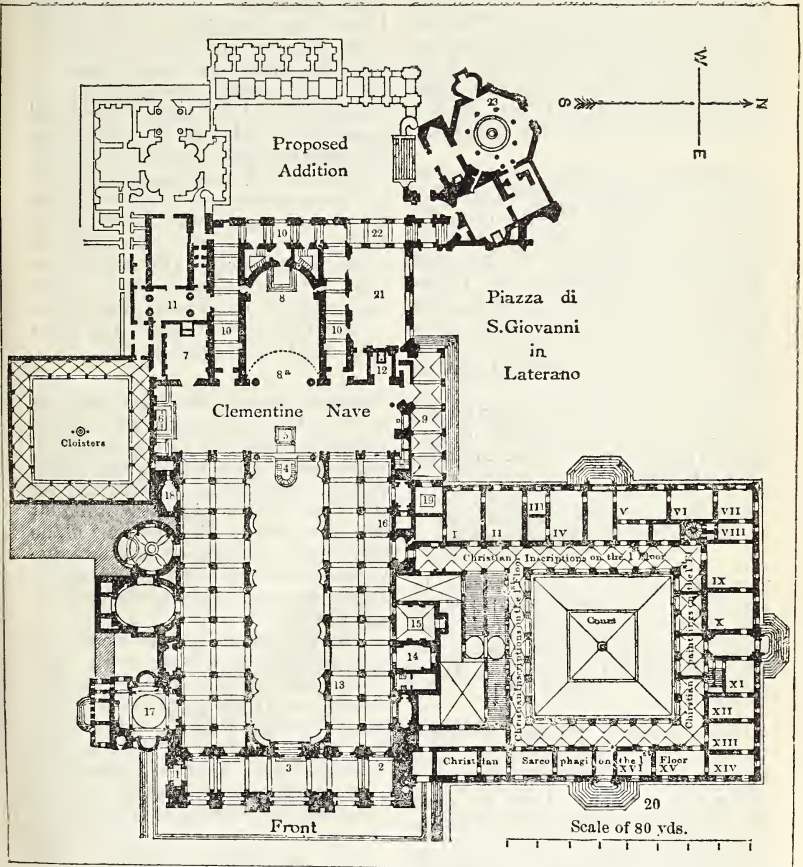 W
S
N
E
23
Proposed
Addition
10
22
11
8
21
10
10
7
12
8a
Piazza di
S.Giovanni
in
Laterano
Clementine Nave
6
9
5
4
Cloisters
18
19
16
I
II
III
IV
V
VI
VII
VIII
Christian Inscriptions on the 1st Floor
IX
X
XI
XII
XIII
XIV
Court
15
14
13
17
Christian Sarcophagi on the 1st Floor
XVI
XV
1
3
2
Front
20
Scale of 80 yds.